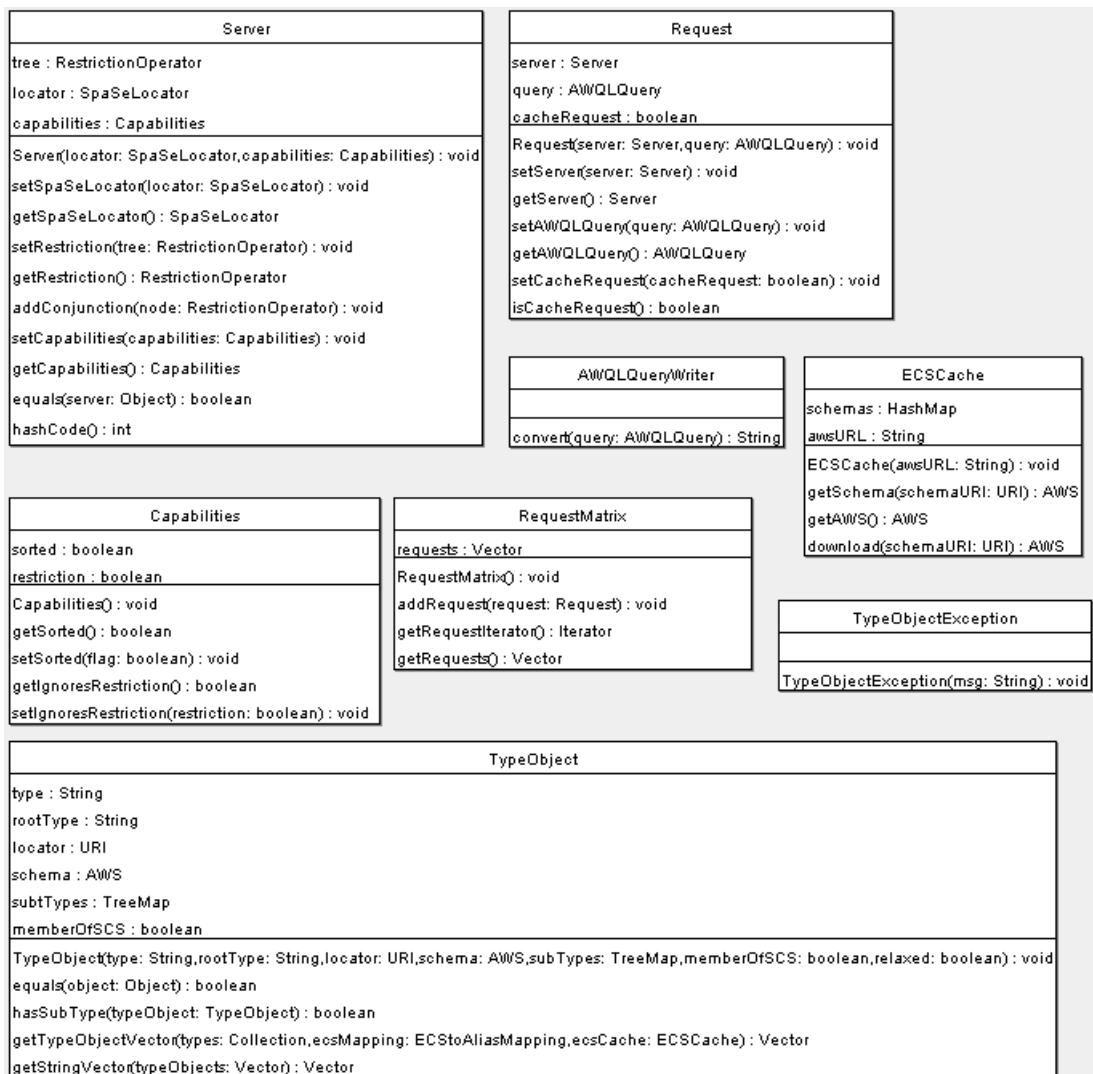 Server
tree : RestrictionOperator
locator : SpaSeLocator
capabilities : Capabilities
Server(locator: SpaSeLocator,capabilities: Capabilities) : void
setSpaSeLocator(locator: SpaSeLocator) : void
getSpaSeLocator() : SpaSeLocator
setRestriction(tree: RestrictionOperator) : void
getRestriction() : RestrictionOperator
addConjunction(node: RestrictionOperator) : void
setCapabilities(capabilities: Capabilities) : void
getCapabilities() : Capabilities
equals(server: Object) : boolean
hashCode() : int
Request
server : Server
query : AWQLQuery
cacheRequest : boolean
Request(server: Server,query: AWQLQuery) : void
setServer(server: Server) : void
getServer() : Server
setAWQLQuery(query: AWQLQuery) : void
getAWQLQuery() : AWQLQuery
setCacheRequest(cacheRequest: boolean) : void
isCacheRequest() : boolean
AWQLQueryWriter
convert(query: AWQLQuery) : String
ECSCache
schemas : HashMap
awsURL : String
ECSCache(awsURL: String) : void
getSchema(schemaURI: URI) : AWS
getAWS() : AWS
download(schemaURI: URI) : AWS
Capabilities
sorted : boolean
restriction : boolean
Capabilities() : void
getSorted() : boolean
setSorted(flag: boolean) : void
getIgnoresRestriction() : boolean
setIgnoresRestriction(restriction: boolean) : void
RequestMatrix
requests : Vector
RequestMatrix() : void
addRequest(request: Request) : void
getRequestIterator() : Iterator
getRequests() : Vector
TypeObjectException
TypeObjectException(msg: String) : void
TypeObject
type : String
rootType : String
locator : URI
schema : AWS
subtTypes : TreeMap
memberOfSCS : boolean
TypeObject(type: String,rootType: String,locator: URI,schema: AWS,subTypes: TreeMap,memberOfSCS: boolean,relaxed: boolean) : void
equals(object: Object) : boolean
hasSubType(typeObject: TypeObject) : boolean
getTypeObjectVector(types: Collection,ecsMapping: ECStoAliasMapping,ecsCache: ECSCache) : Vector
getStringVector(typeObjects: Vector) : Vector